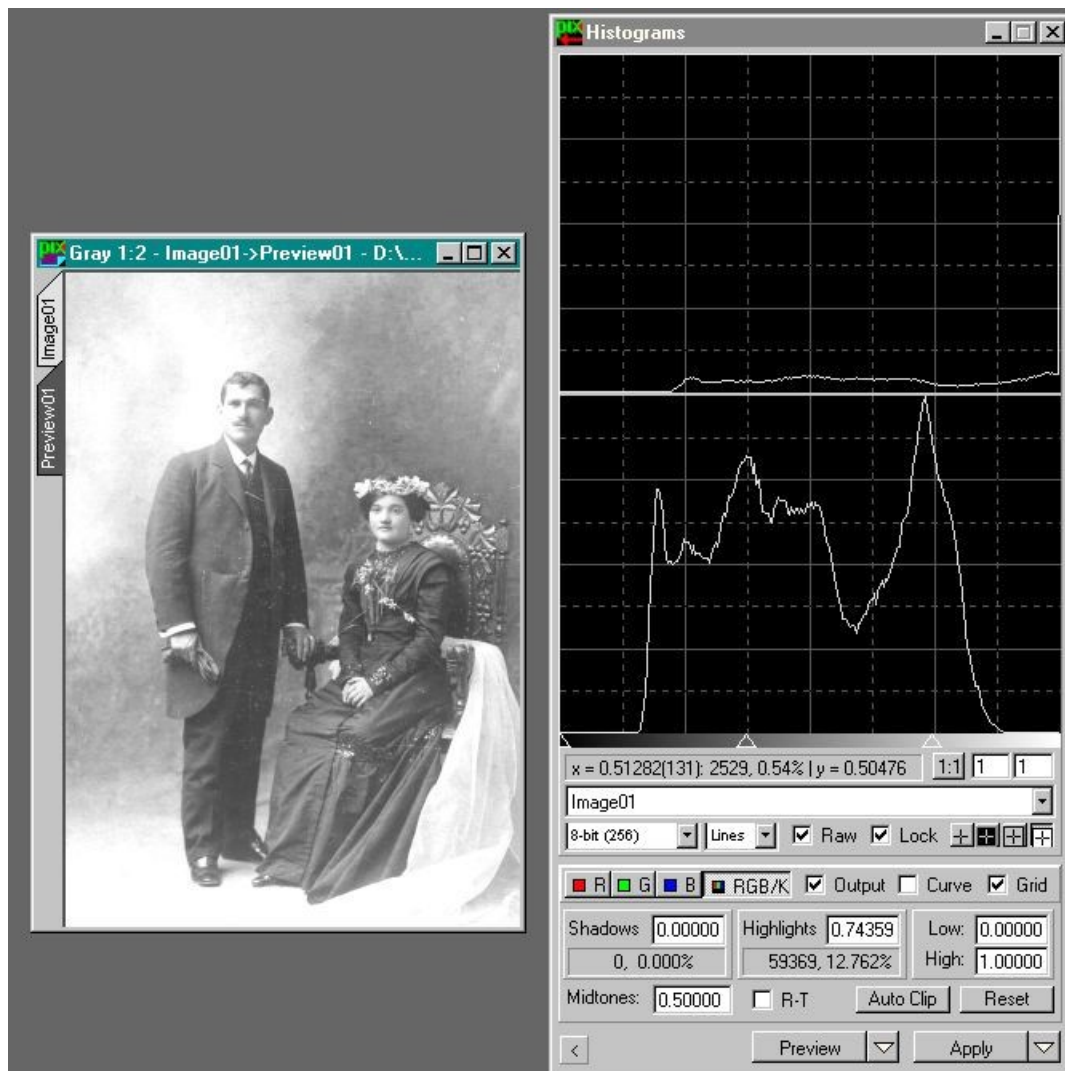 Histograms
Gray 1:2 - Image01->Preview01 - D:\...
Image01
Preview01
x = 0.51282(131): 2529, 0.54% | y = 0.50476 1:1 1 1
Image01
8-bit (256) Lines Raw Lock
R G B RGB/K Output Curve Grid
Shadows 0.00000 Highlights 0.74359 Low: 0.00000
0, 0.000% 59369, 12.762% High: 1.00000
Midtones: 0.50000 R-T Auto Clip Reset
< Preview Apply